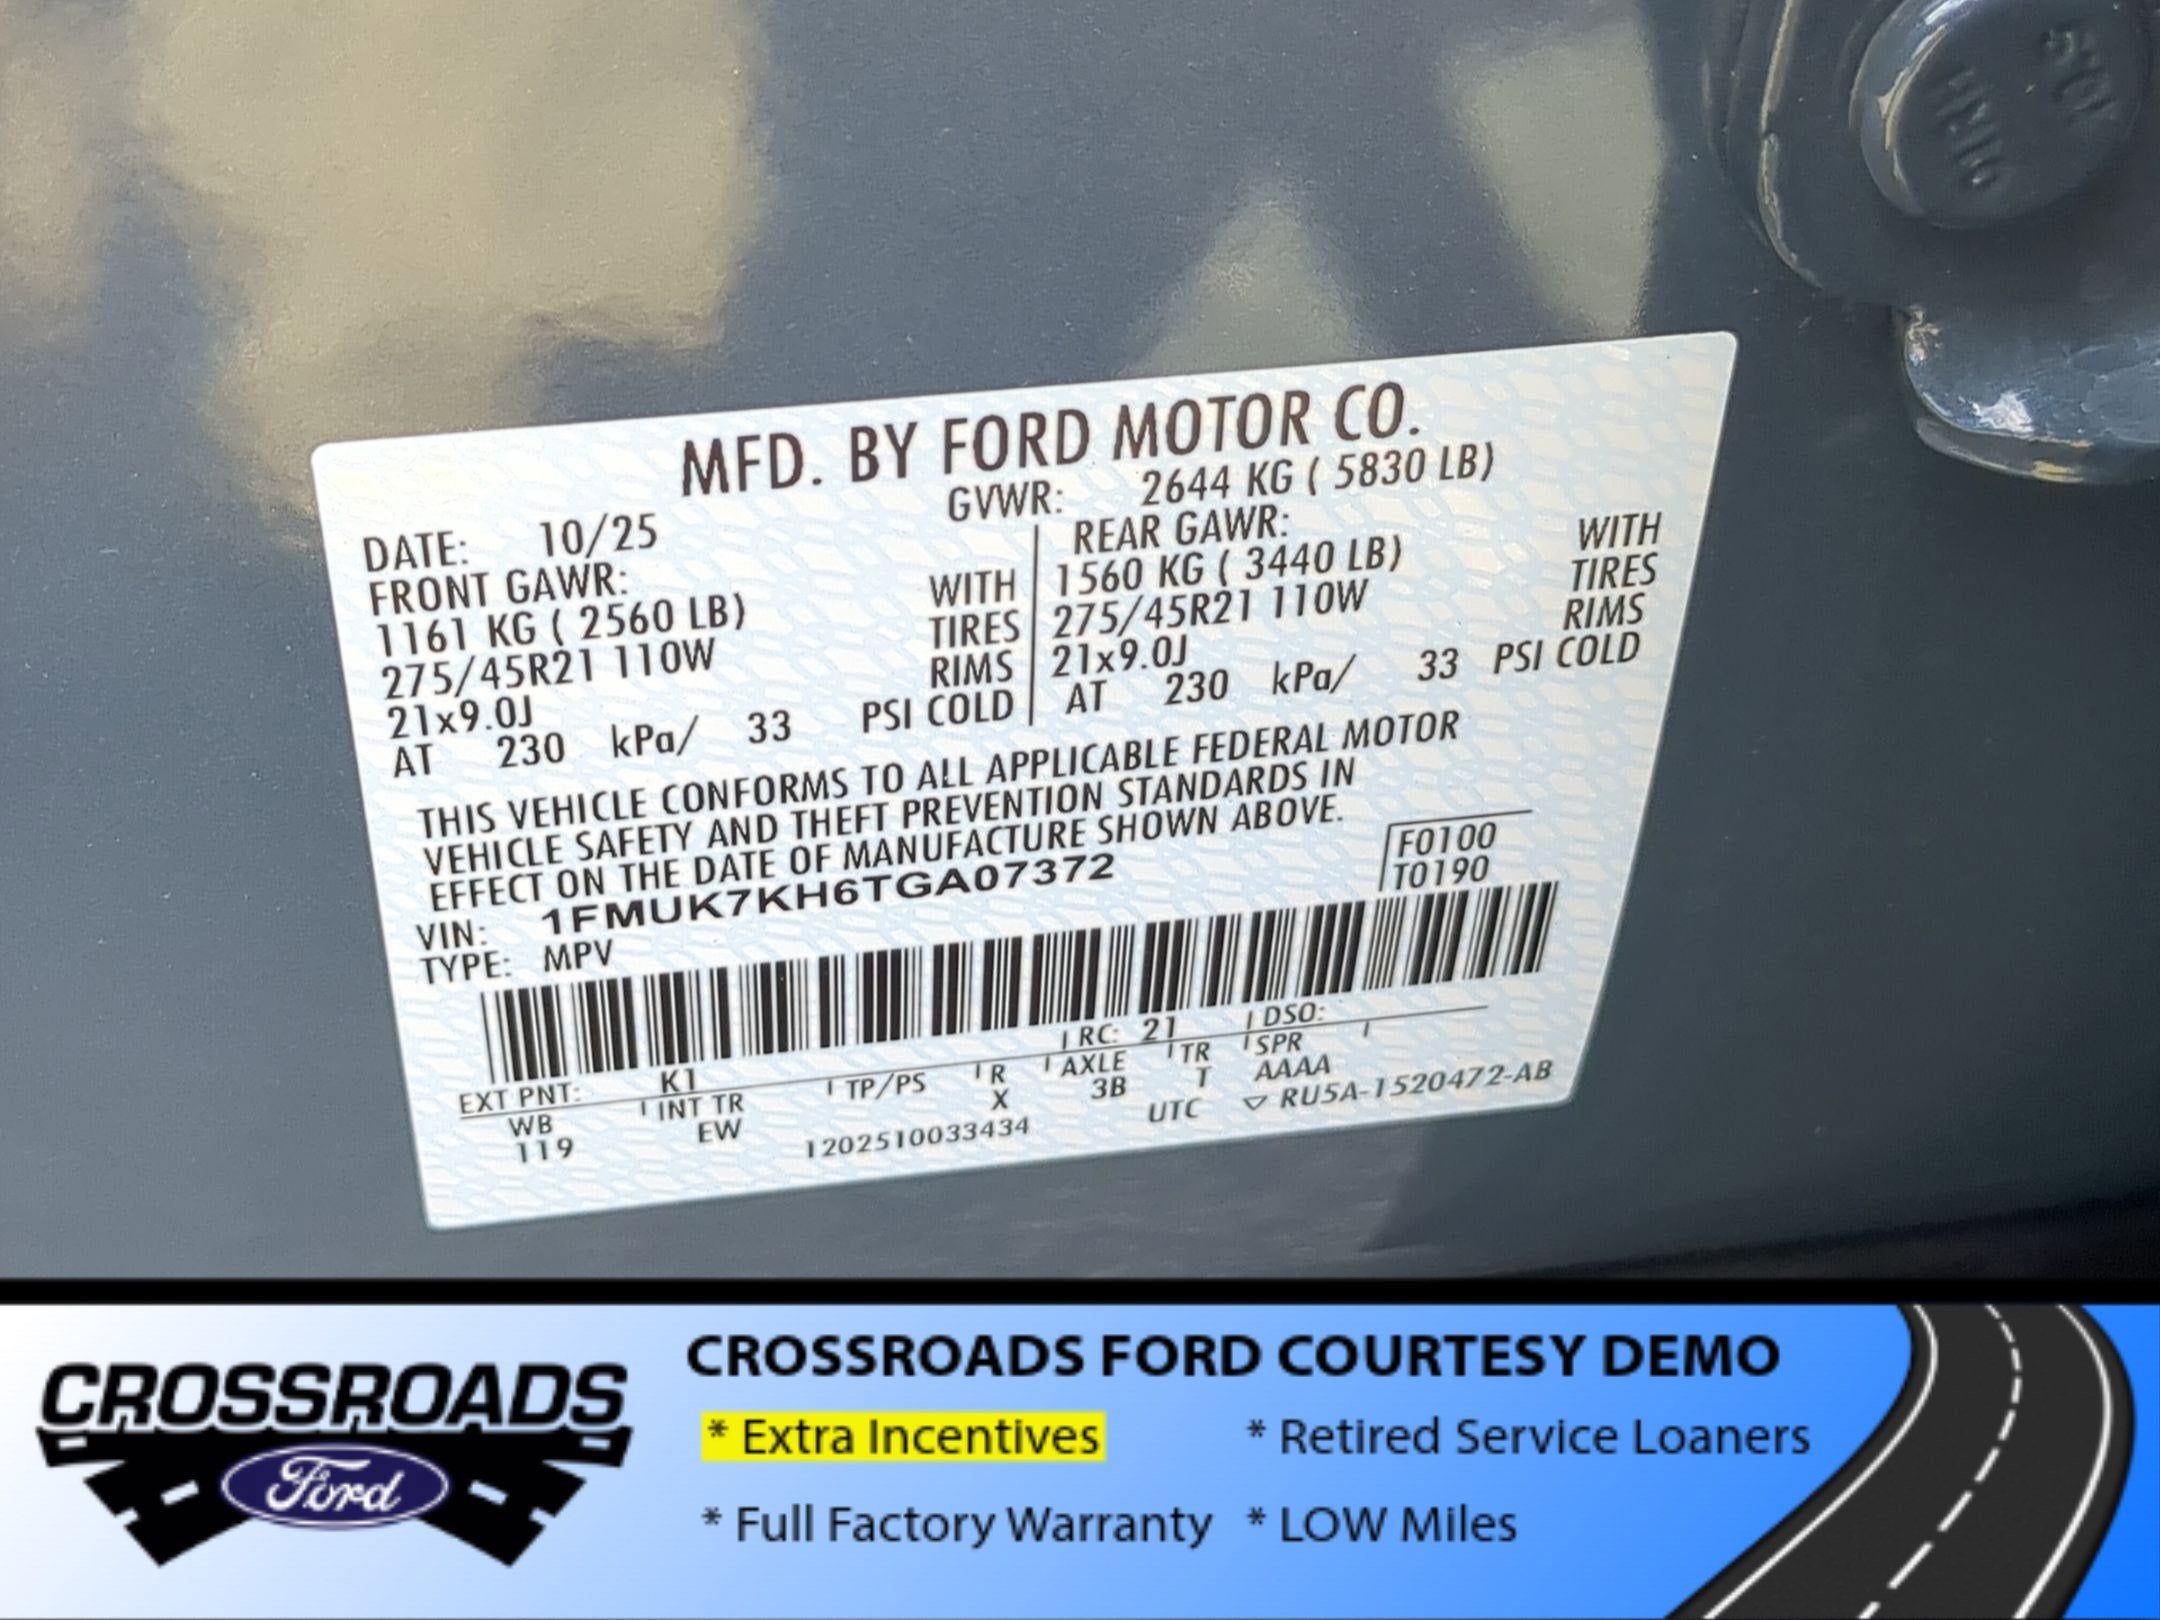 MFD. BY FORD MOTOR CO.
DATE: 10/25 GVWR: 2644 KG ( 5830 LB)
FRONT GAWR: REAR GAWR:
1161 KG ( 2560 LB) WITH 1560 KG ( 3440 LB) WITH
275/45R21 110W TIRES 275/45R21 110W TIRES
21x9.0J RIMS 21x9.0J RIMS
AT 230 kPa/ 33 PSI COLD AT 230 kPa/ 33 PSI COLD
THIS VEHICLE CONFORMS TO ALL APPLICABLE FEDERAL MOTOR
VEHICLE SAFETY AND THEFT PREVENTION STANDARDS IN
EFFECT ON THE DATE OF MANUFACTURE SHOWN ABOVE.
VIN: 1FMUK7KH6TGA07372 F0100
TYPE: MPV T0190
EXT PNT: K1 RC: 21 DSO:
WB INT TR TP/PS R AXLE TR SPR
119 EW X 3B T AAAA
1202510033434 UTC ▽ RU5A-1520472-AB
CROSSROADS
Ford
CROSSROADS FORD COURTESY DEMO
* Extra Incentives * Retired Service Loaners
* Full Factory Warranty * LOW Miles